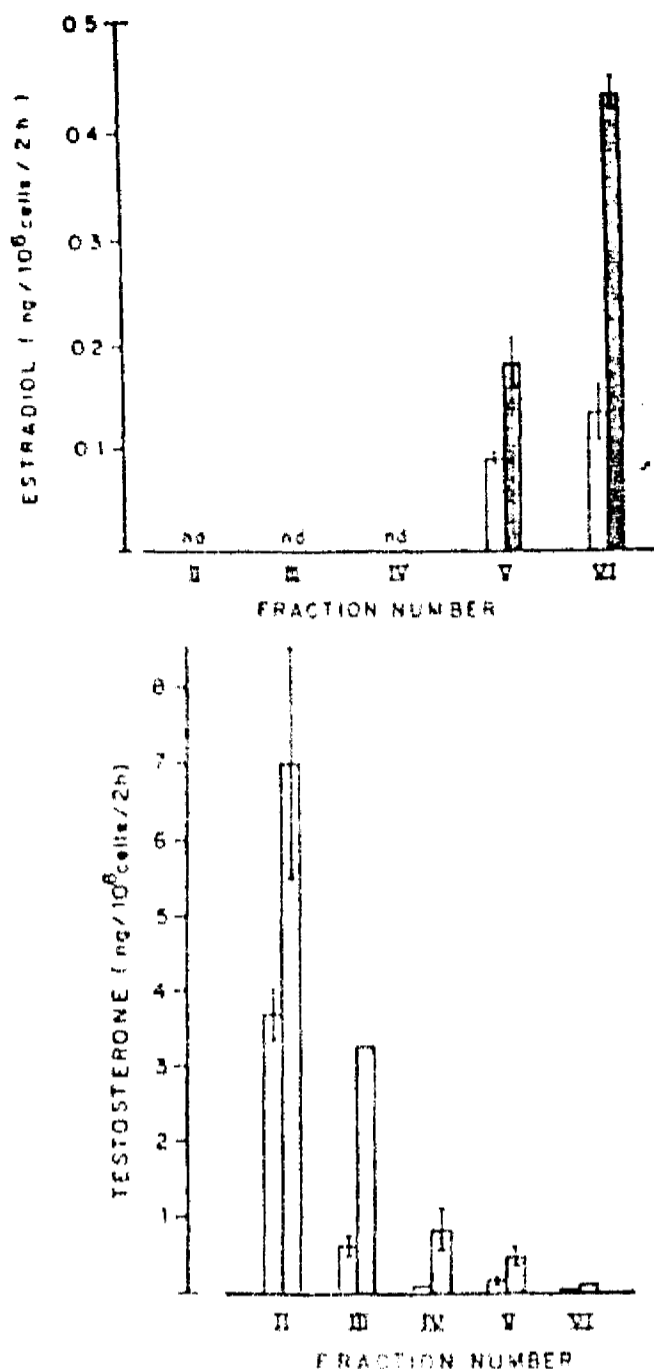 0.5
0.4
0.3
0.2
0.1
ESTRADIOL (ng/10⁶cells/2h)
nd nd nd
II III IV V VI
FRACTION NUMBER
8
7
6
5
4
3
2
1
TESTOSTERONE (ng/10⁶cells/2h)
II III IV V VI
FRACTION NUMBER